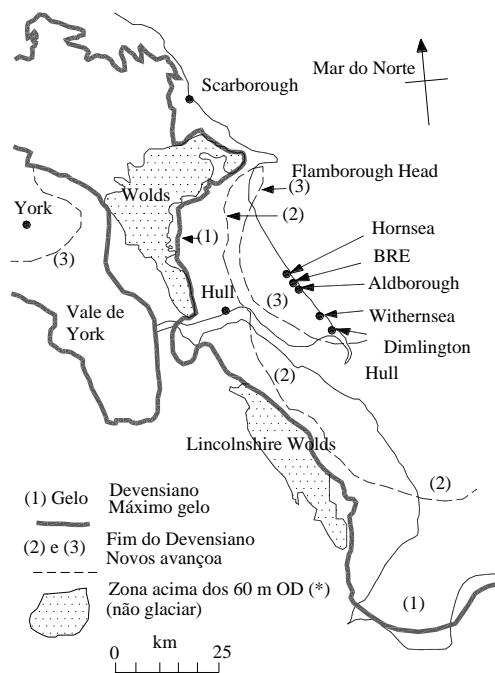 Mar do Norte
Scarborough
Flamborough Head
(3)
Wolds
(2)
York
(1)
Hornsea
BRE
(3)
Hull
Aldborough
(3)
Vale de
York
Withernsea
Dimlington
Hull
(2)
Lincolnshire Wolds
(2)
(1) Gelo
Devensiano
Máximo gelo
(2) e (3)
Fim do Devensiano
Novos avançoa
Zona acima dos 60 m OD (*)
(não glaciar)
(1)
km
0
25